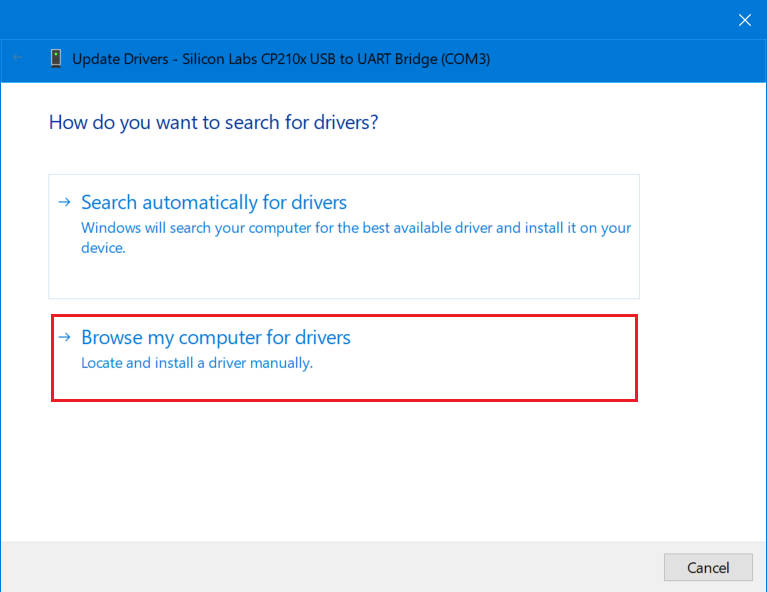 Update Drivers - Silicon Labs CP210x USB to UART Bridge (COM3)
How do you want to search for drivers?
Search automatically for drivers
Windows will search your computer for the best available driver and install it on your
device.
Browse my computer for drivers
Locate and install a driver manually.
Cancel